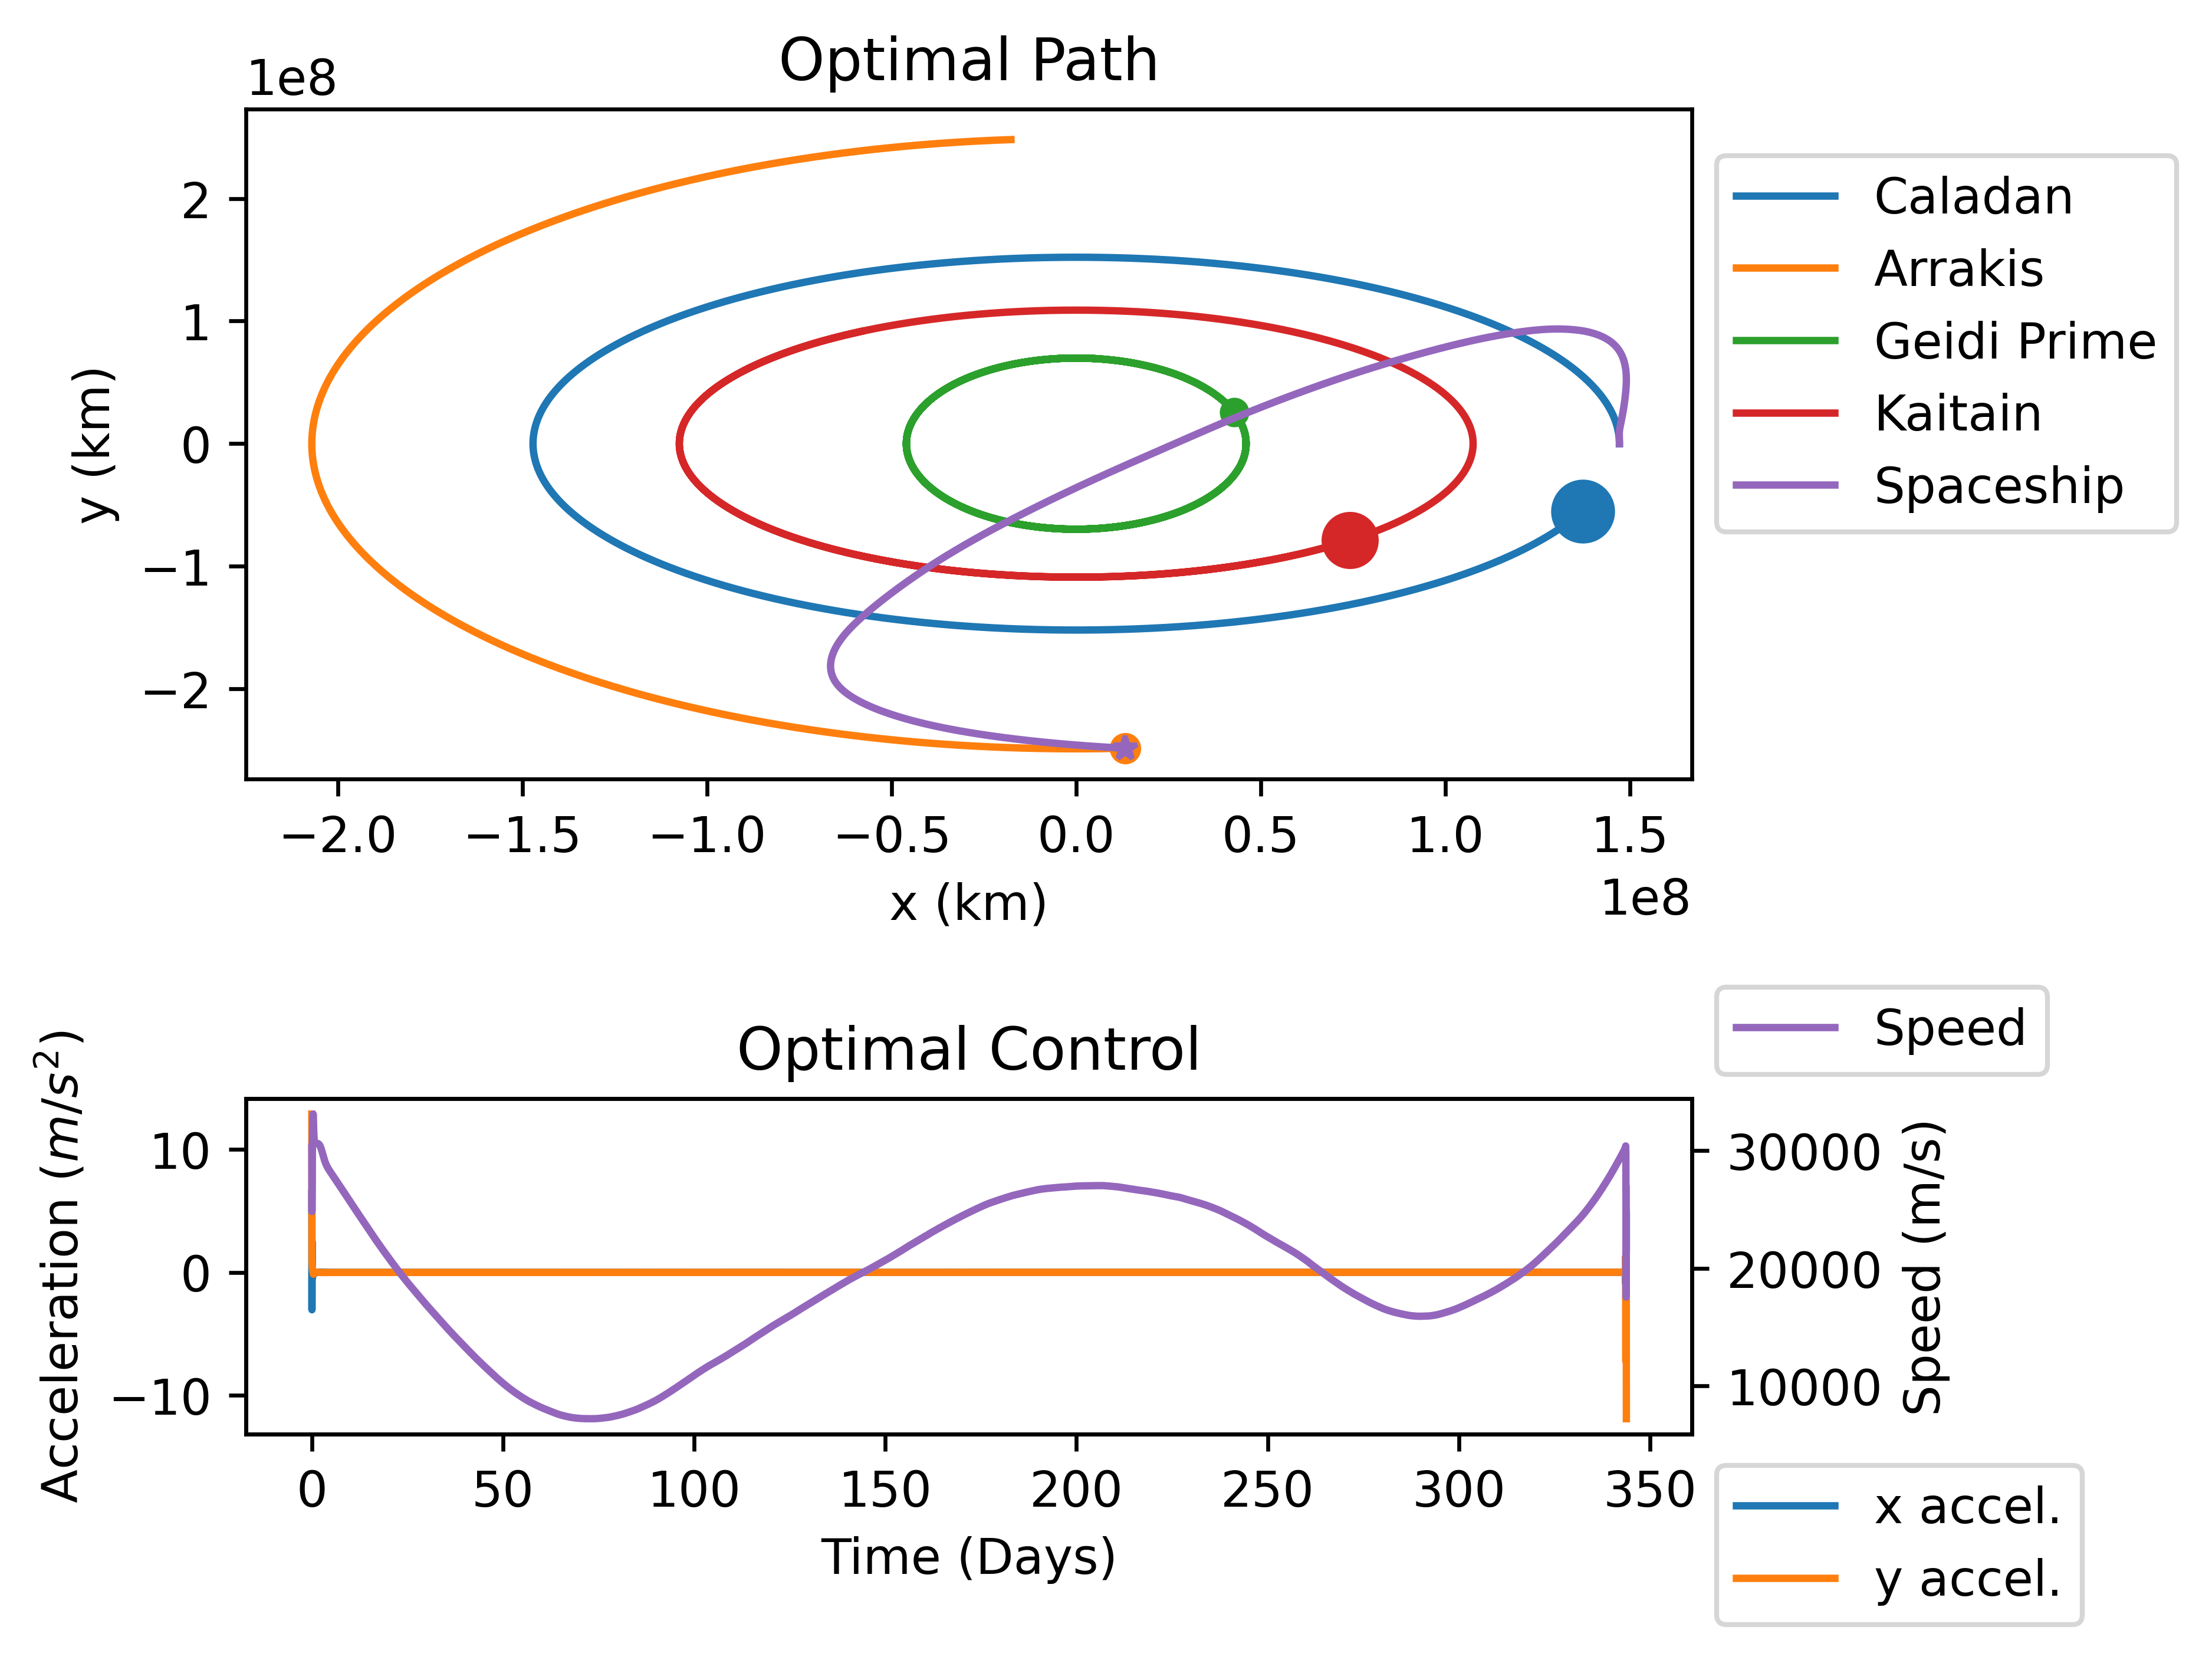 Optimal Path
1e8
2
1
0
−1
−2
y (km)
−2.0 −1.5 −1.0 −0.5 0.0 0.5 1.0 1.5
1e8
x (km)
Caladan
Arrakis
Geidi Prime
Kaitain
Spaceship
Optimal Control
Speed
Acceleration (m/s²)
10
0
−10
30000
20000
10000
Speed (m/s)
0 50 100 150 200 250 300 350
Time (Days)
x accel.
y accel.